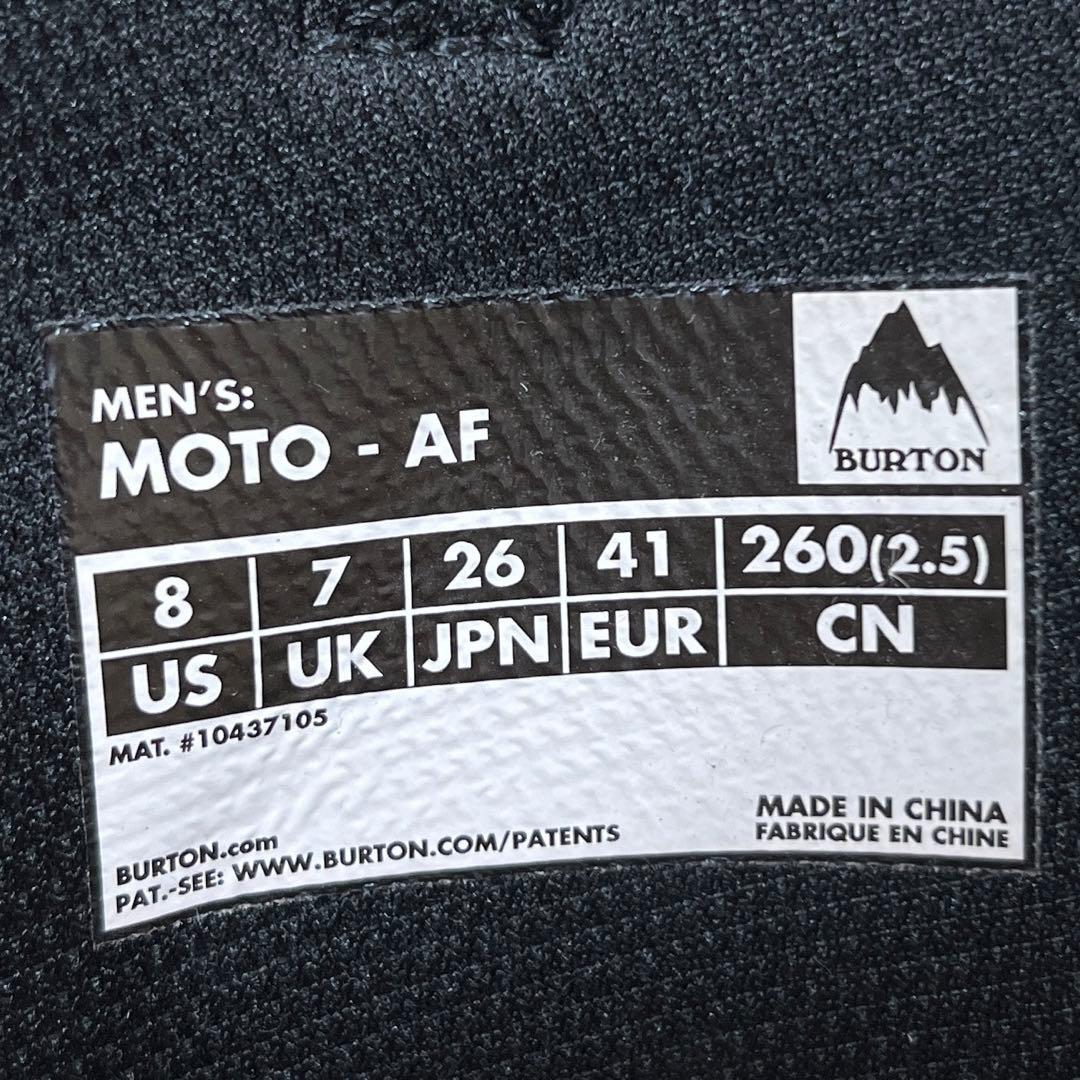 MEN'S:
MOTO - AF
BURTON
8 7 26 41 260(2.5)
US UK JPN EUR CN
MAT. #10437105
MADE IN CHINA
FABRIQUE EN CHINE
BURTON.com
PAT.-SEE: WWW.BURTON.COM/PATENTS